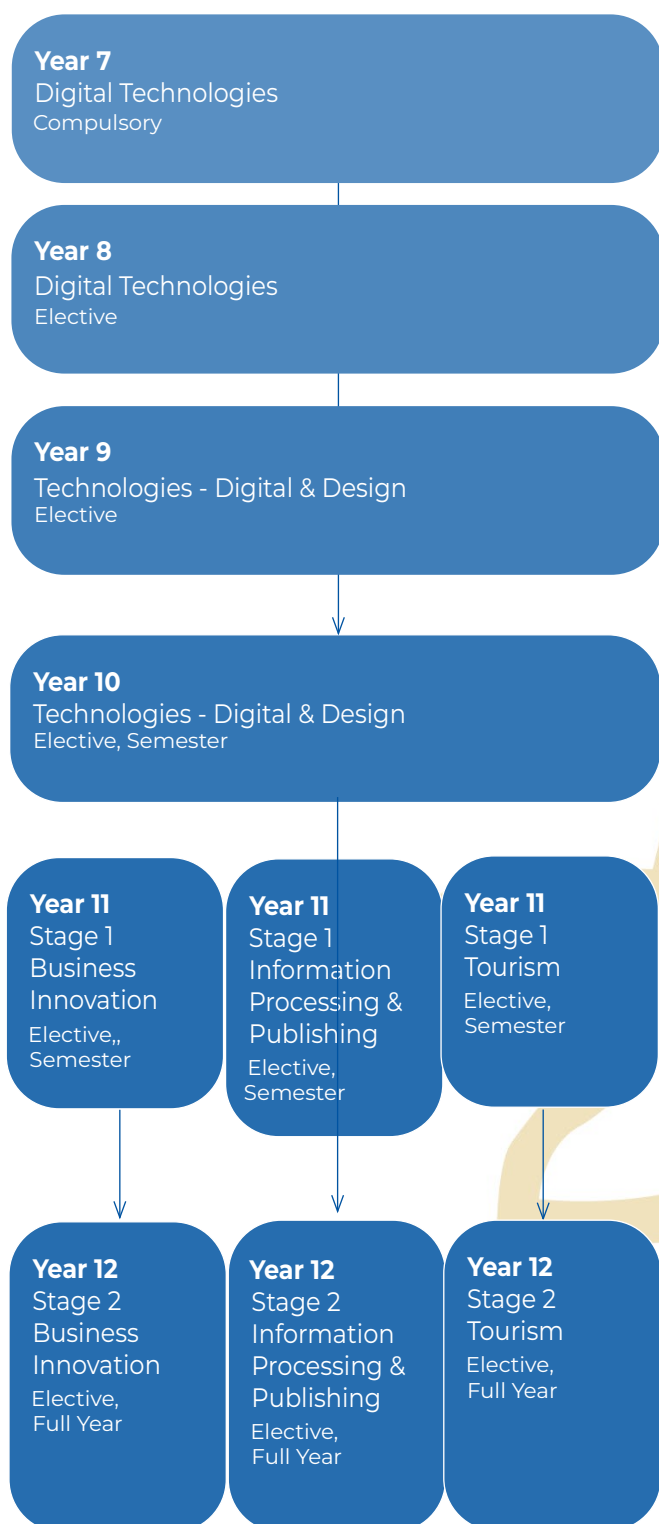 Year 7
Digital Technologies
Compulsory
Year 8
Digital Technologies
Elective
Year 9
Technologies - Digital & Design
Elective
Year 10
Technologies - Digital & Design
Elective, Semester
Year 11
Stage 1
Business
Innovation
Elective,,
Semester
Year 11
Stage 1
Information
Processing &
Publishing
Elective,
Semester
Year 11
Stage 1
Tourism
Elective,
Semester
Year 12
Stage 2
Business
Innovation
Elective,
Full Year
Year 12
Stage 2
Information
Processing &
Publishing
Elective,
Full Year
Year 12
Stage 2
Tourism
Elective,
Full Year